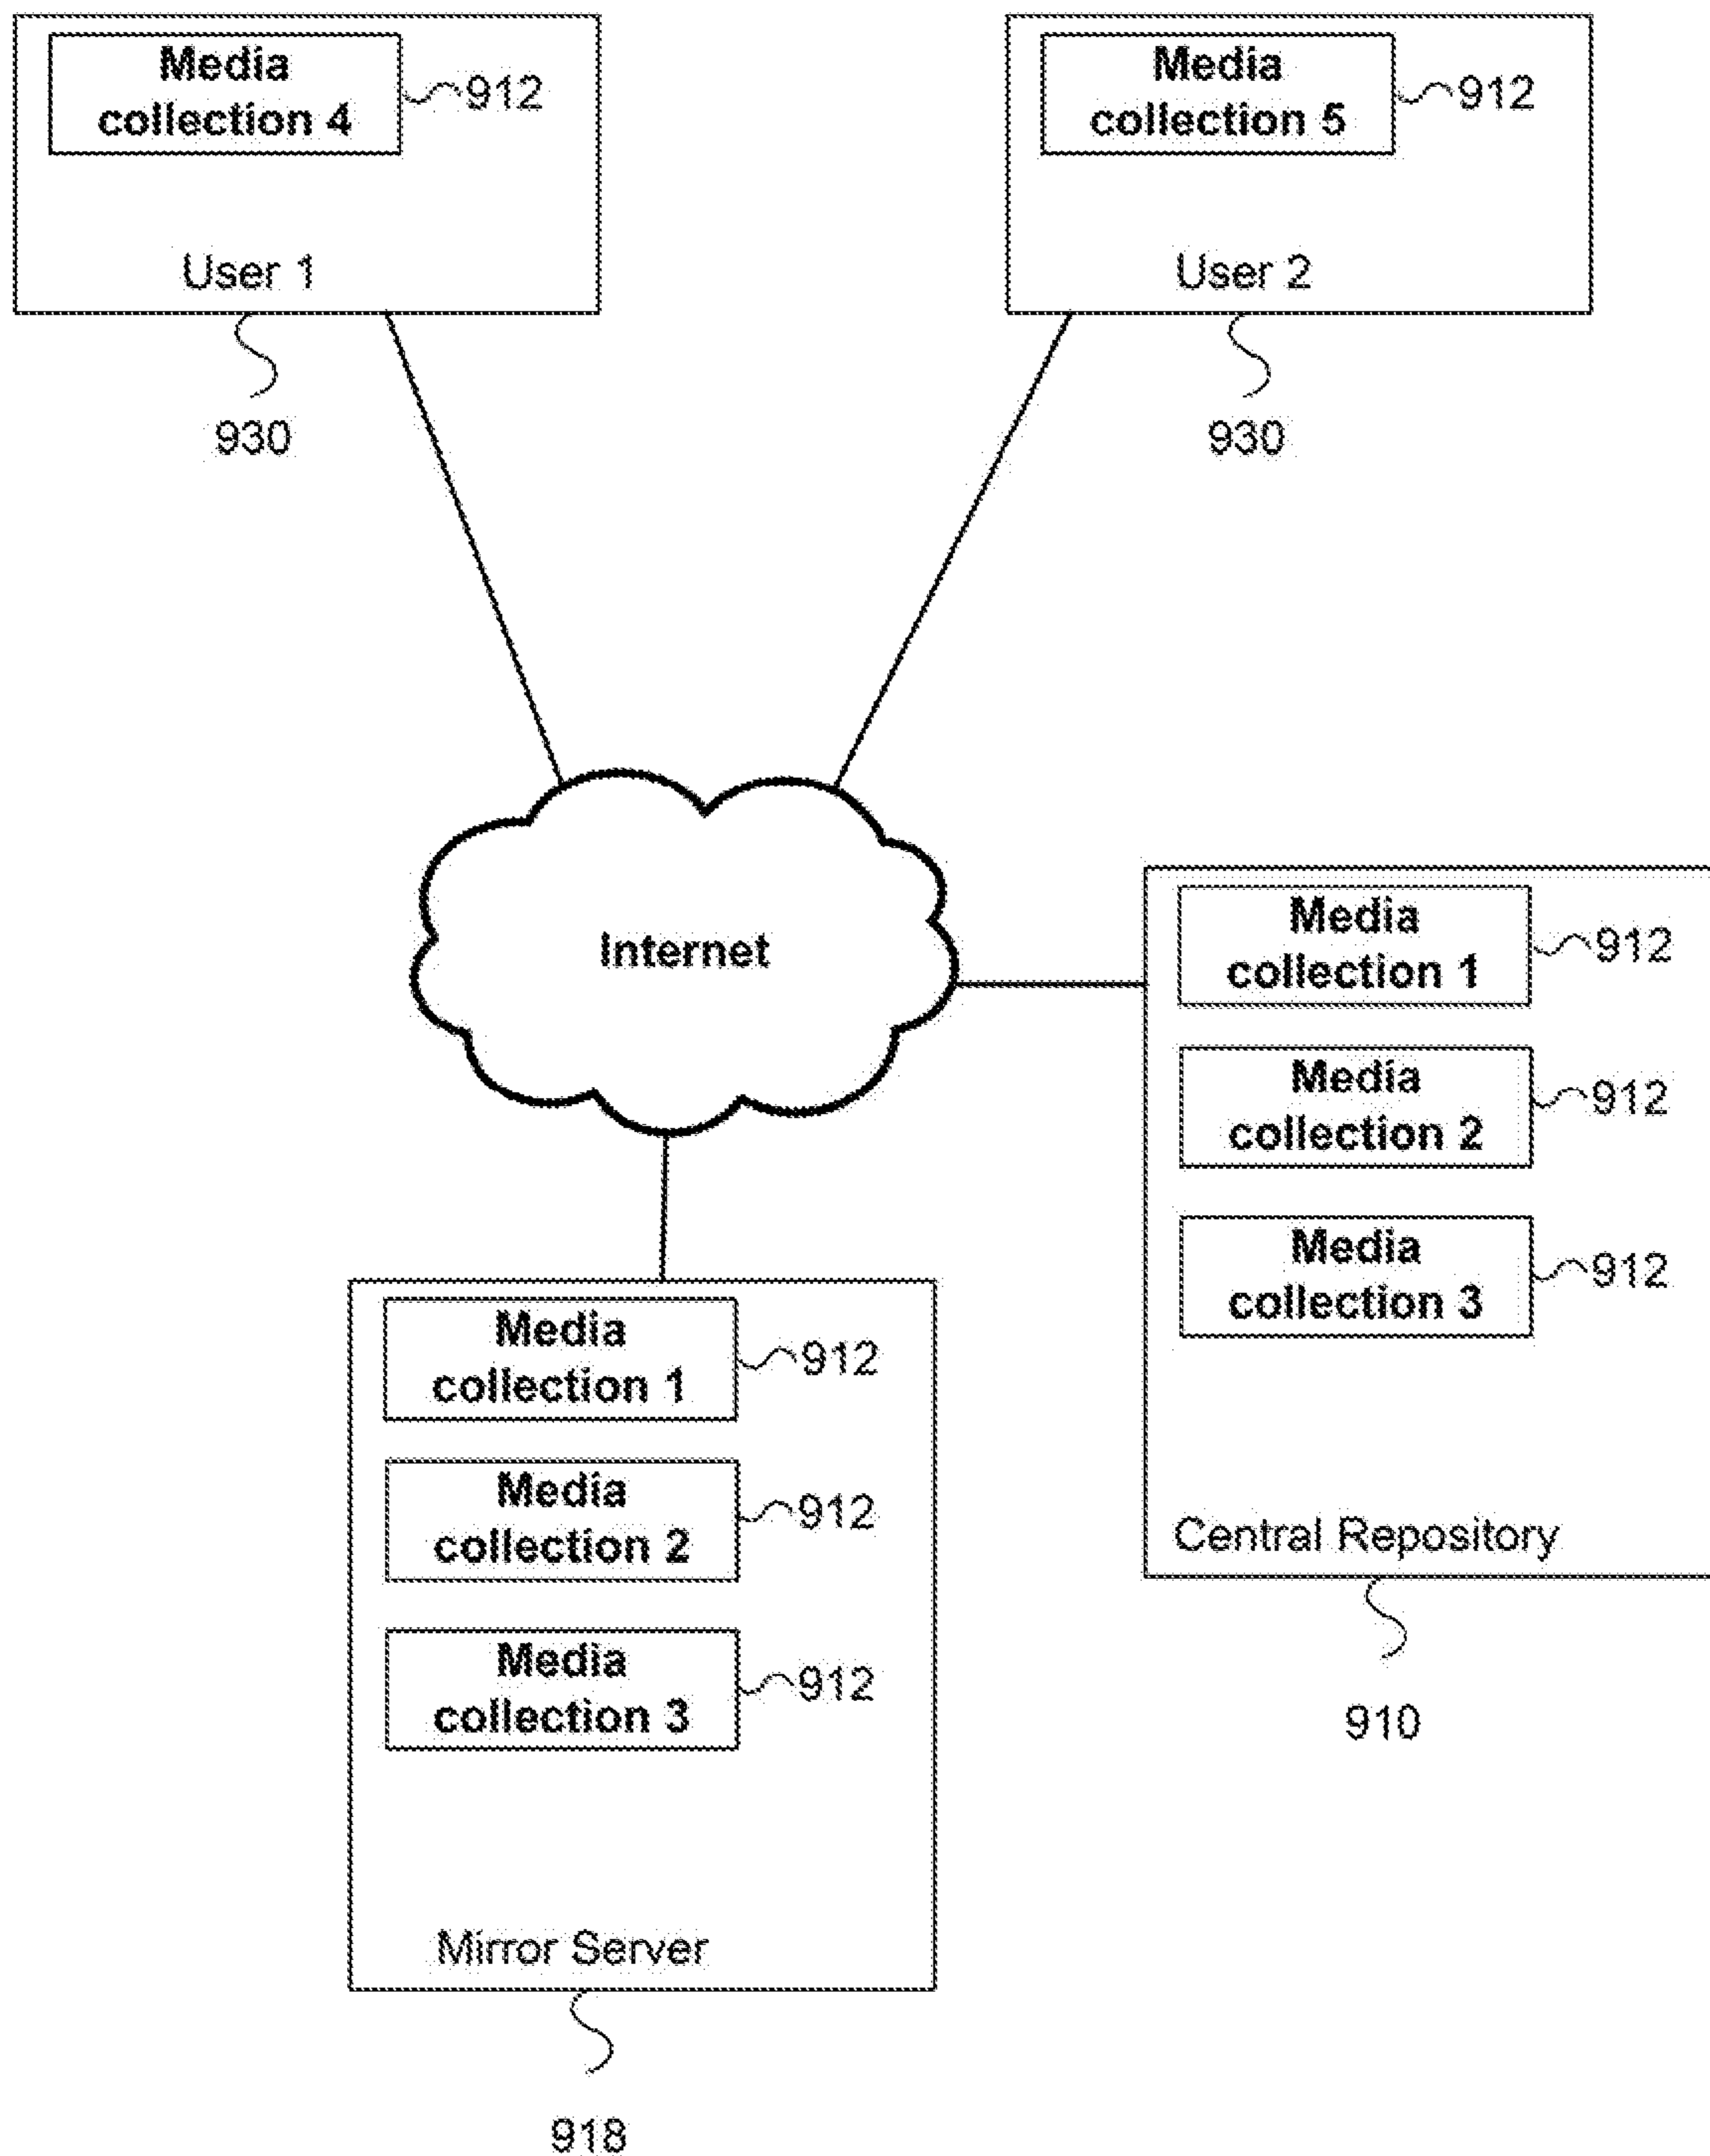 Media
collection 4
912
User 1
930
Media
collection 5
912
User 2
930
Internet
Media
collection 1
912
Media
collection 2
912
Media
collection 3
912
Central Repository
910
Media
collection 1
912
Media
collection 2
912
Media
collection 3
912
Mirror Server
918